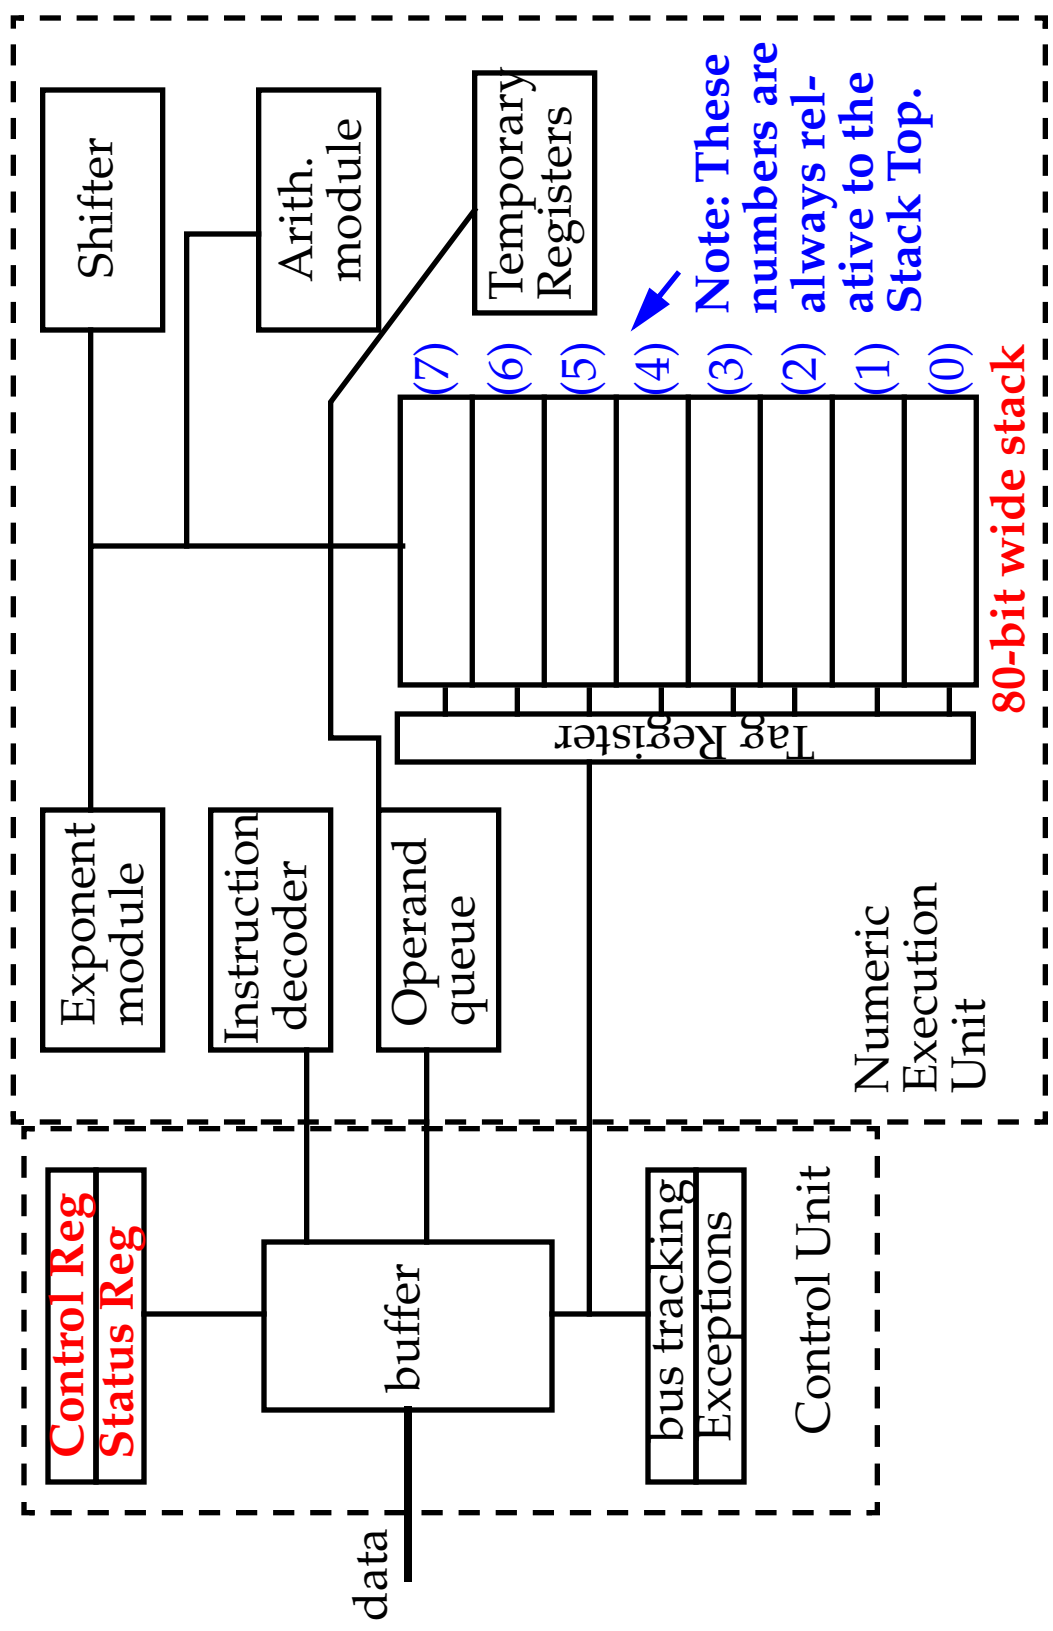 data
Control Reg
Status Reg
buffer
bus tracking
Exceptions
Control Unit
Exponent
module
Instruction
decoder
Operand
queue
Numeric
Execution
Unit
Shifter
Arith.
module
Temporary
Registers
Tag Register
(7)
(6)
(5)
(4)
(3)
(2)
(1)
(0)
80-bit wide stack
Note: These
numbers are
always rel-
ative to the
Stack Top.